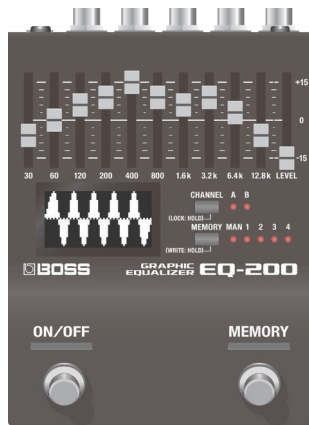 +15
0
-15
30 60 120 200 400 800 1.6k 3.2k 6.4k 12.8k LEVEL
CHANNEL A B
(LOCK: HOLD)
MEMORY MAN 1 2 3 4
(WRITE: HOLD)
BOSS GRAPHIC EQUALIZER EQ-200
ON/OFF MEMORY